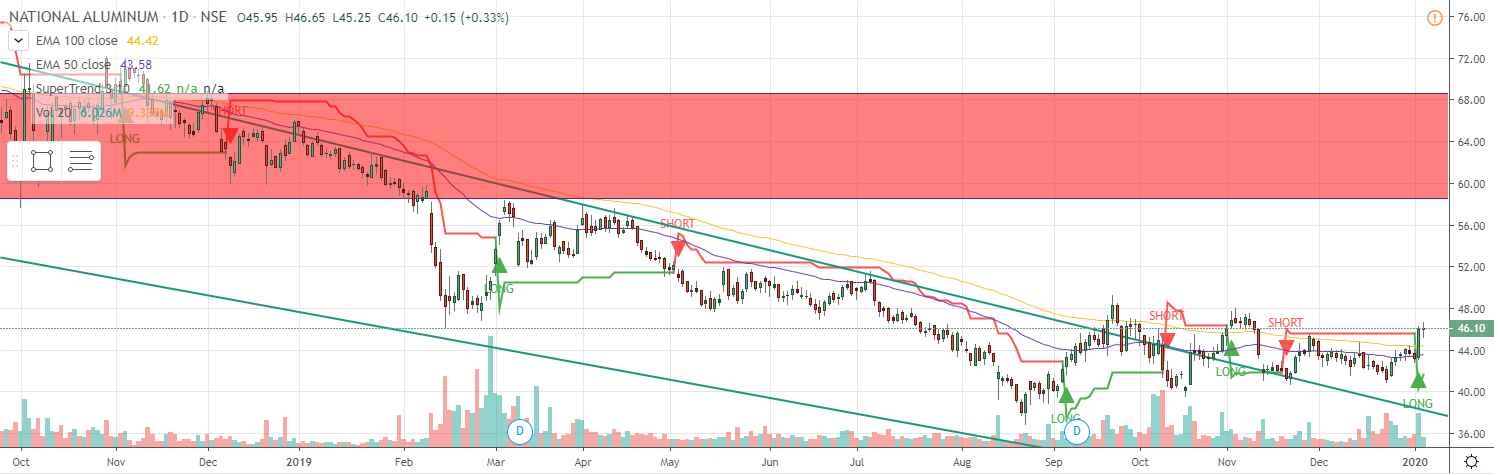 NATIONAL ALUMINUM · 1D · NSE O45.95 H46.65 L45.25 C46.10 +0.15 (+0.33%)
EMA 100 close 44.42
EMA 50 close 43.58
SuperTrend 3 10 41.62 n/a n/a
Vol 20 6.026M
SHORT
LONG
SHORT
LONG
SHORT
LONG
SHORT
LONG
LONG
LONG
76.00
72.00
68.00
64.00
60.00
56.00
52.00
48.00
46.10
44.00
40.00
36.00
D
D
Oct Nov Dec 2019 Feb Mar Apr May Jun Jul Aug Sep Oct Nov Dec 2020